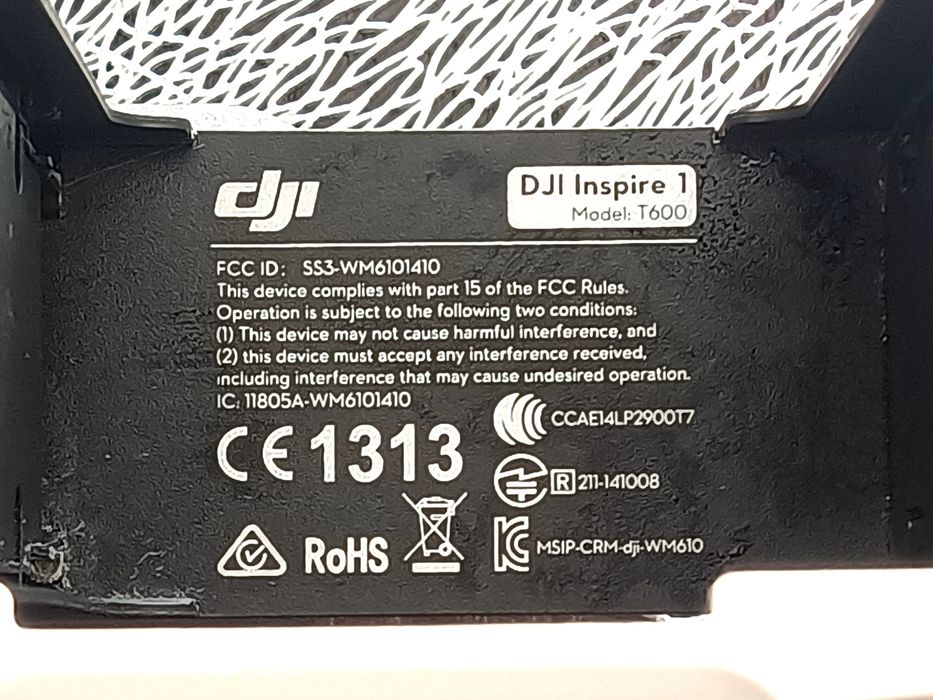 dji
DJI Inspire 1
Model: T600
FCC ID: SS3-WM6101410
This device complies with part 15 of the FCC Rules.
Operation is subject to the following two conditions:
(1) This device may not cause harmful interference, and
(2) this device must accept any interference received,
including interference that may cause undesired operation.
IC: 11805A-WM6101410
CE 1313
CCAE14LP2900T7
R 211-141008
RoHS
MSIP-CRM-dji-WM610